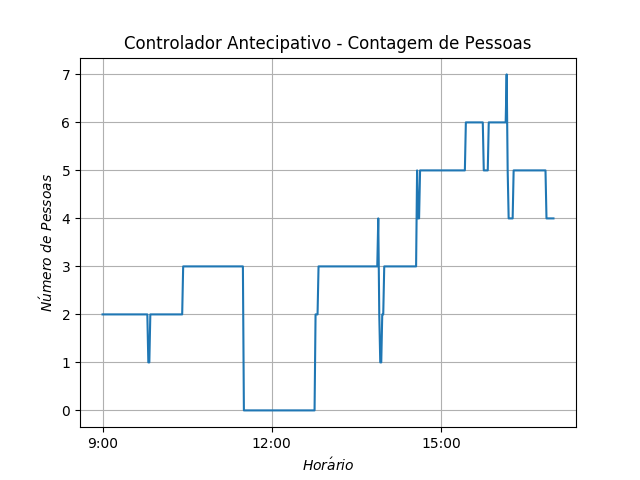 Controlador Antecipativo - Contagem de Pessoas
7
6
5
4
3
2
1
0
Número de Pessoas
9:00 12:00 15:00
Horário